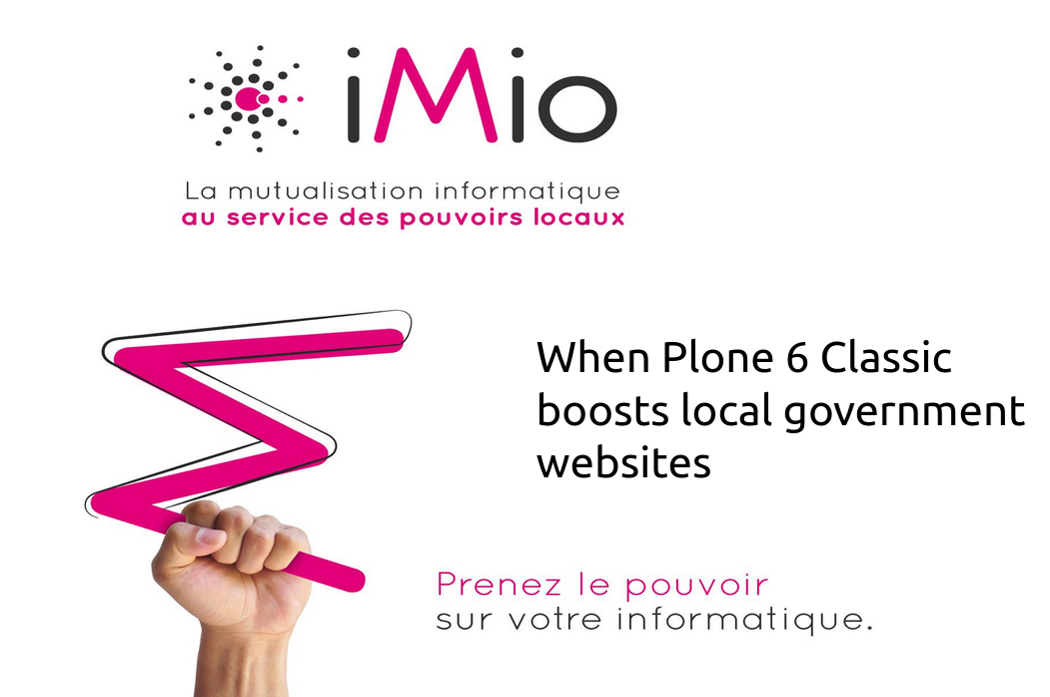 iMio
La mutualisation informatique
au service des pouvoirs locaux
When Plone 6 Classic
boosts local government
websites
Prenez le pouvoir
sur votre informatique.